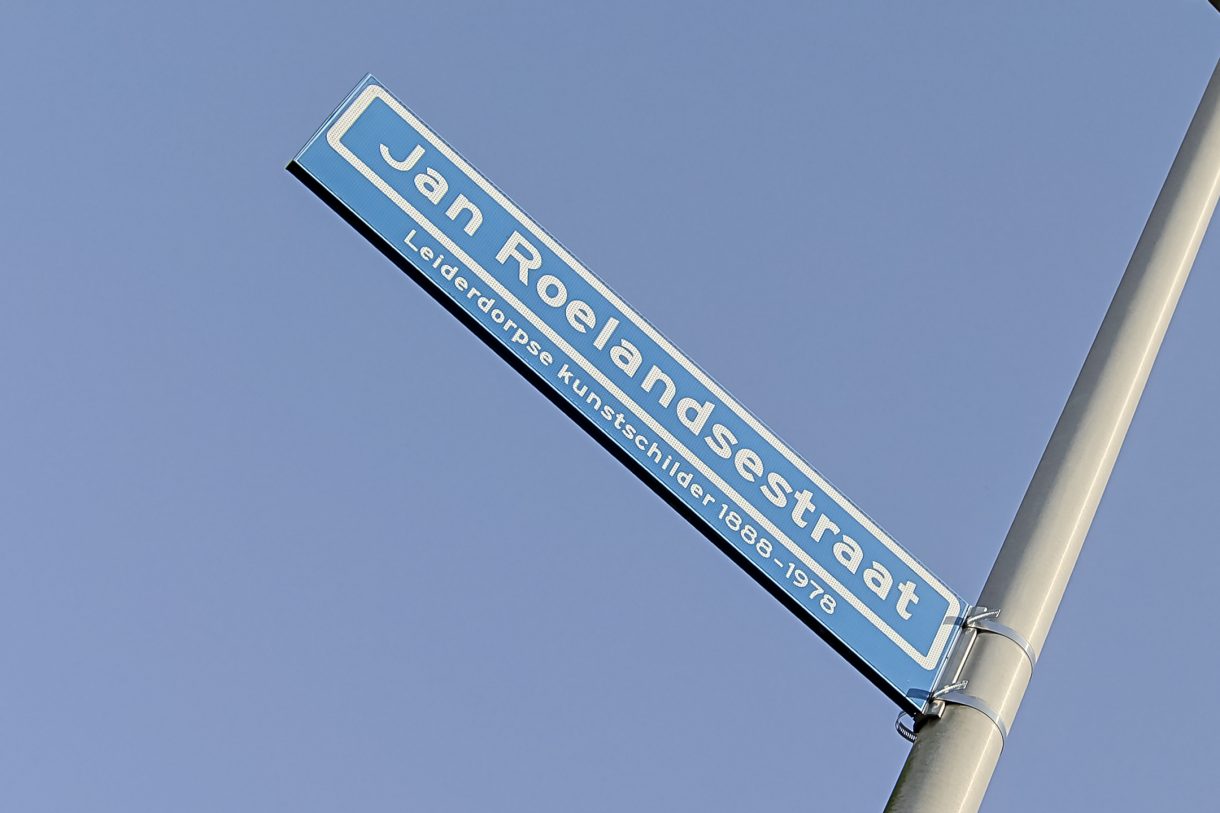 Jan Roelandsestraat
Leiderdorpse kunstschilder 1888-1978